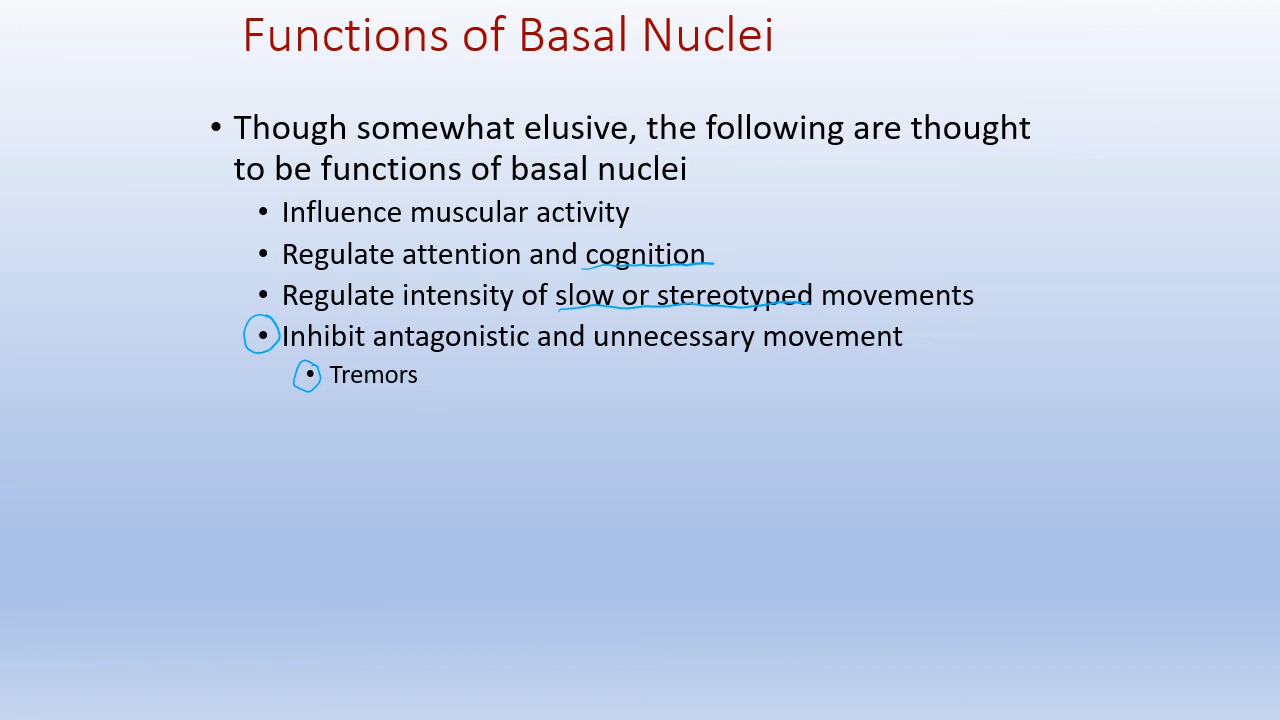 Functions of Basal Nuclei
• Though somewhat elusive, the following are thought
to be functions of basal nuclei
• Influence muscular activity
• Regulate attention and cognition
• Regulate intensity of slow or stereotyped movements
• Inhibit antagonistic and unnecessary movement
• Tremors